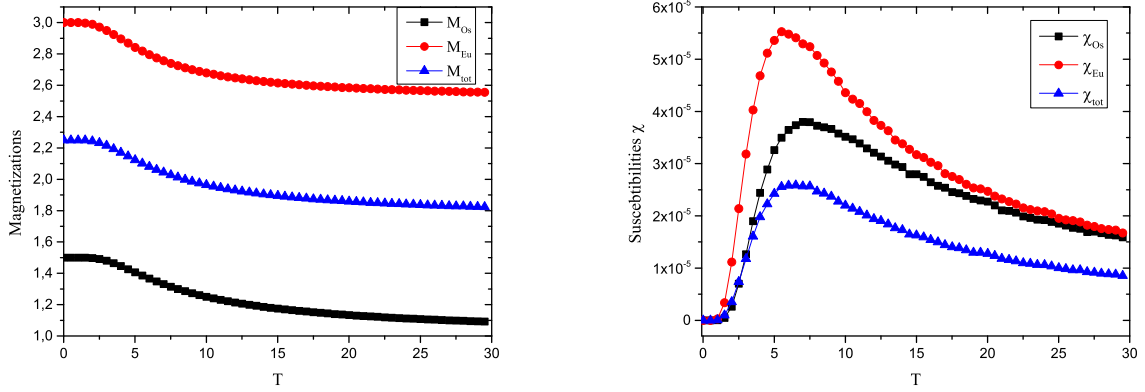 3,0
2,8
2,6
2,4
2,2
2,0
1,8
1,6
1,4
1,2
1,0
Magnetizations
M_Os
M_Eu
M_tot
0 5 10 15 20 25 30
T
6x10^-5
5x10^-5
4x10^-5
3x10^-5
2x10^-5
1x10^-5
0
Suscebtibilities χ
χ_Os
χ_Eu
χ_tot
0 5 10 15 20 25 30
T